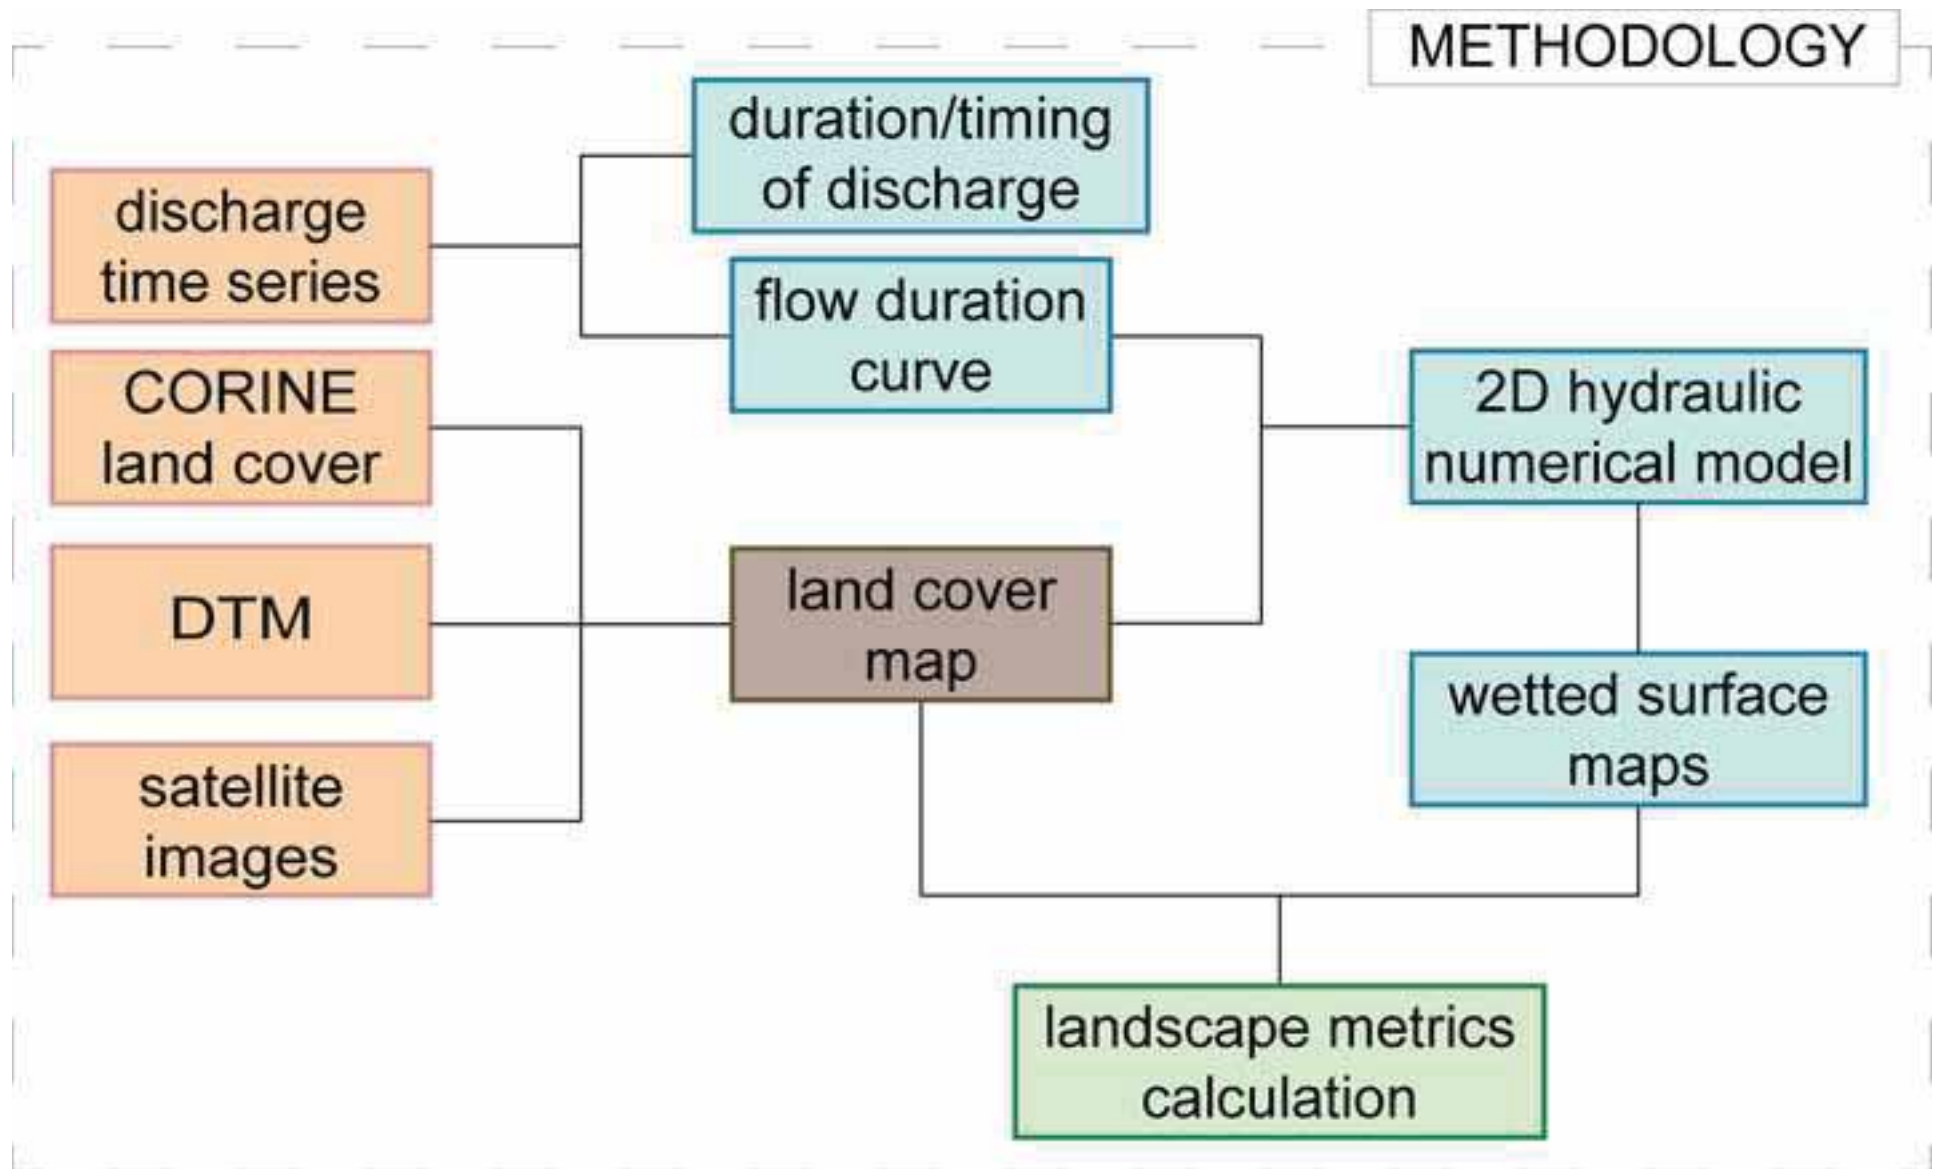 METHODOLOGY
duration/timing
of discharge
discharge
time series
flow duration
curve
CORINE
land cover
2D hydraulic
numerical model
DTM
land cover
map
wetted surface
maps
satellite
images
landscape metrics
calculation